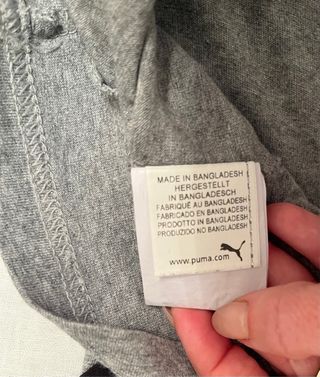 MADE IN BANGLADESH
HERGESTELLT
IN BANGLADESCH
FABRIQUÉ AU BANGLADESH
FABRICADO EN BANGLADESH
PRODOTTO IN BANGLADESH
PRODUZIDO NO BANGLADESH
www.puma.com